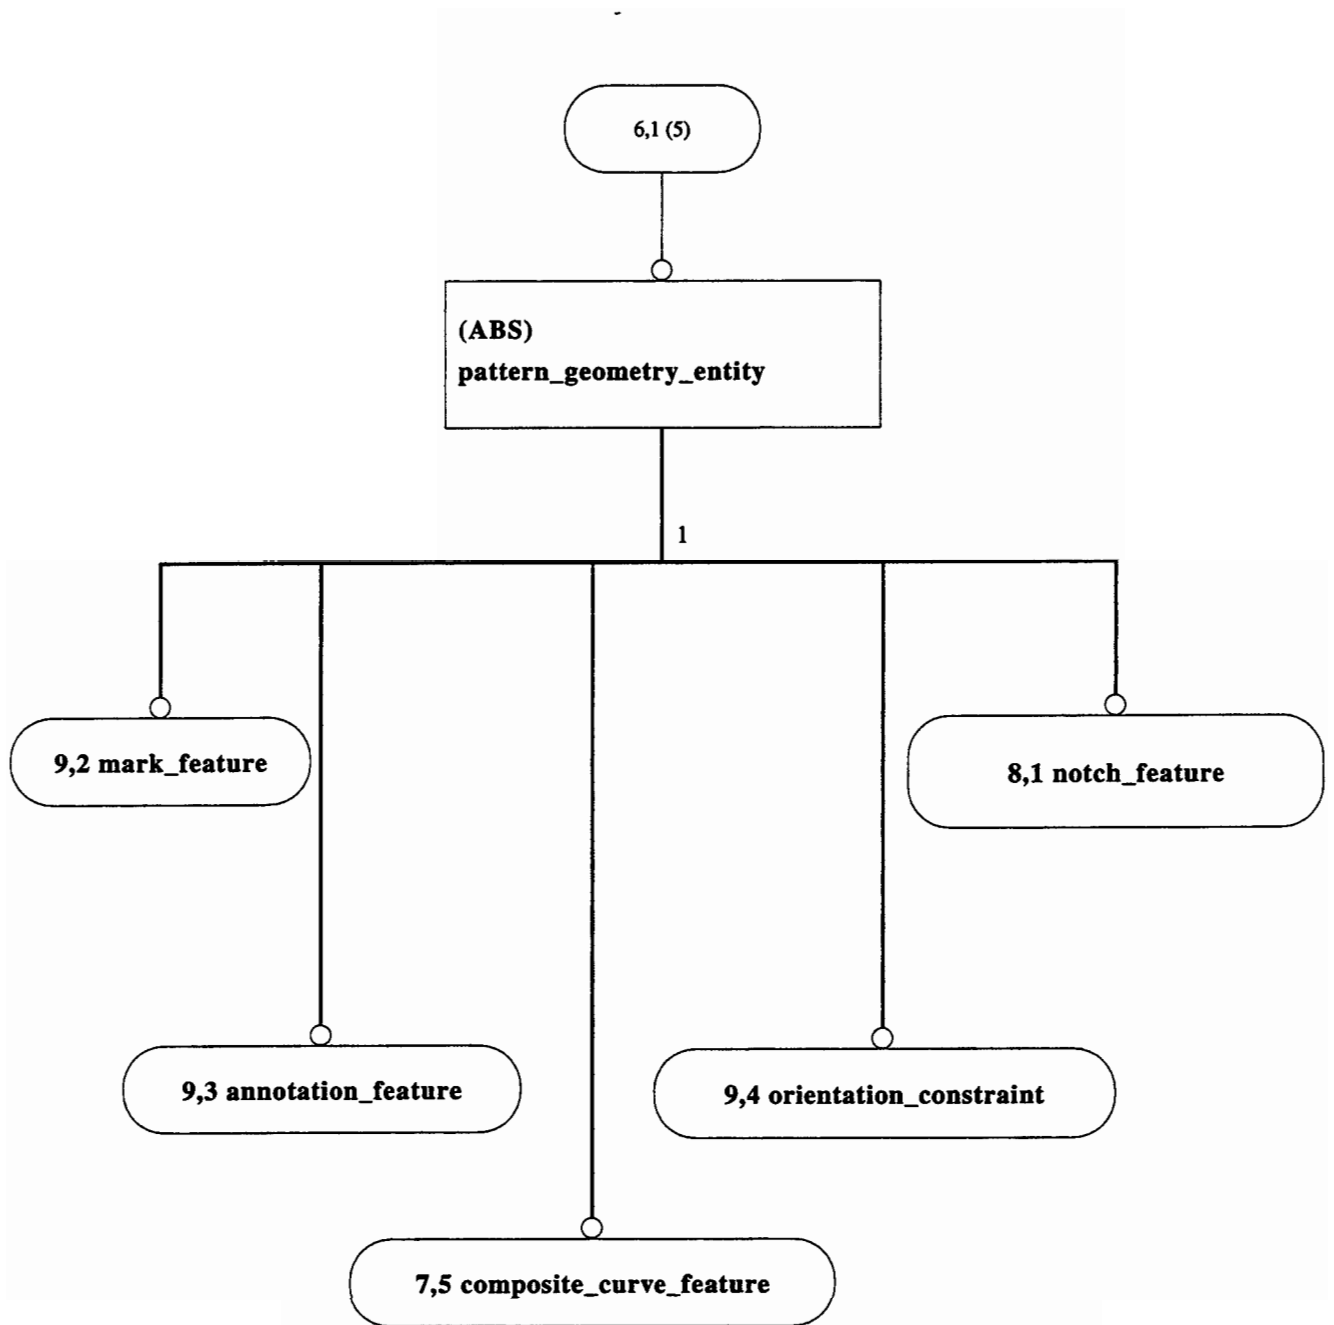 6,1 (5)
(ABS)
pattern_geometry_entity
1
9,2 mark_feature
8,1 notch_feature
9,3 annotation_feature
9,4 orientation_constraint
7,5 composite_curve_feature